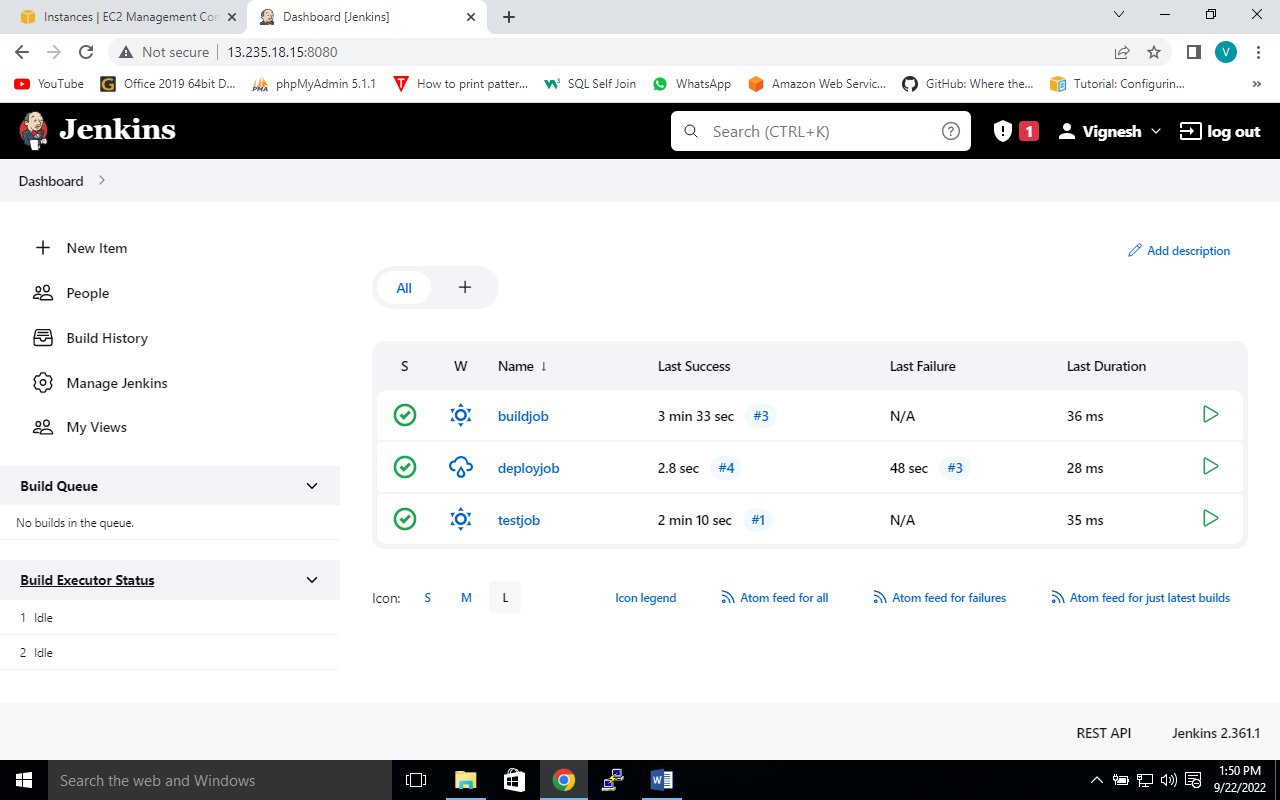 Instances | EC2 Management Con
Dashboard [Jenkins]
Not secure
13.235.18.15:8080
V
YouTube
Office 2019 64bit D...
phpMyAdmin 5.1.1
How to print patter...
SQL Self Join
WhatsApp
Amazon Web Servic...
GitHub: Where the...
Tutorial: Configurin...
»
Jenkins
Search (CTRL+K)
1
Vignesh
log out
Dashboard
New Item
People
Build History
Manage Jenkins
My Views
Build Queue
No builds in the queue.
Build Executor Status
1 Idle
2 Idle
Add description
All +
S W Name ↓ Last Success Last Failure Last Duration
buildjob 3 min 33 sec #3 N/A 36 ms
deployjob 2.8 sec #4 48 sec #3 28 ms
testjob 2 min 10 sec #1 N/A 35 ms
Icon: S M L Icon legend Atom feed for all Atom feed for failures Atom feed for just latest builds
REST API Jenkins 2.361.1
Search the web and Windows
1:50 PM
9/22/2022